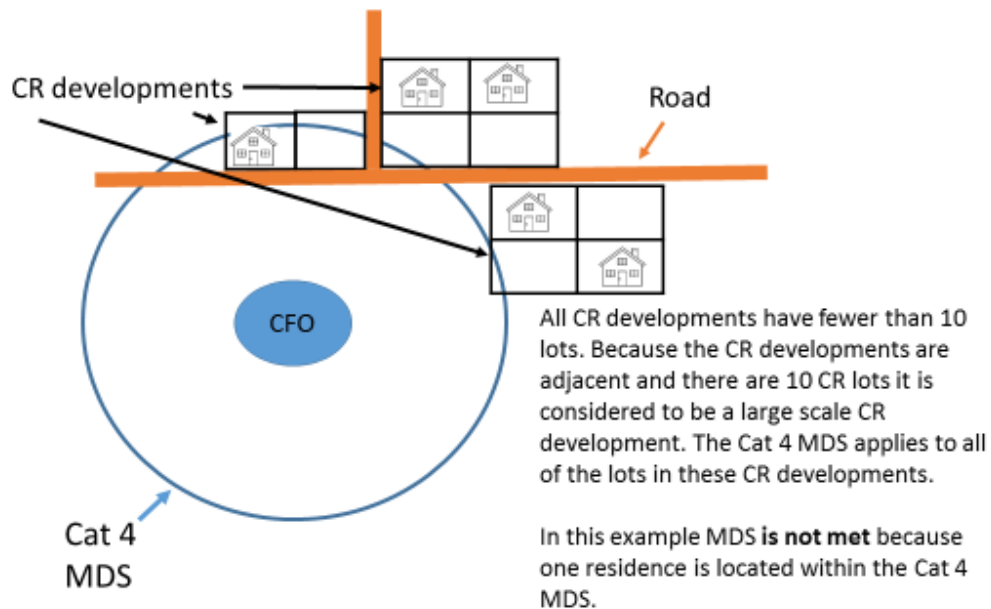 CR developments
Road
CFO
All CR developments have fewer than 10
lots. Because the CR developments are
adjacent and there are 10 CR lots it is
considered to be a large scale CR
development. The Cat 4 MDS applies to all
of the lots in these CR developments.
In this example MDS is not met because
one residence is located within the Cat 4
MDS.
Cat 4
MDS